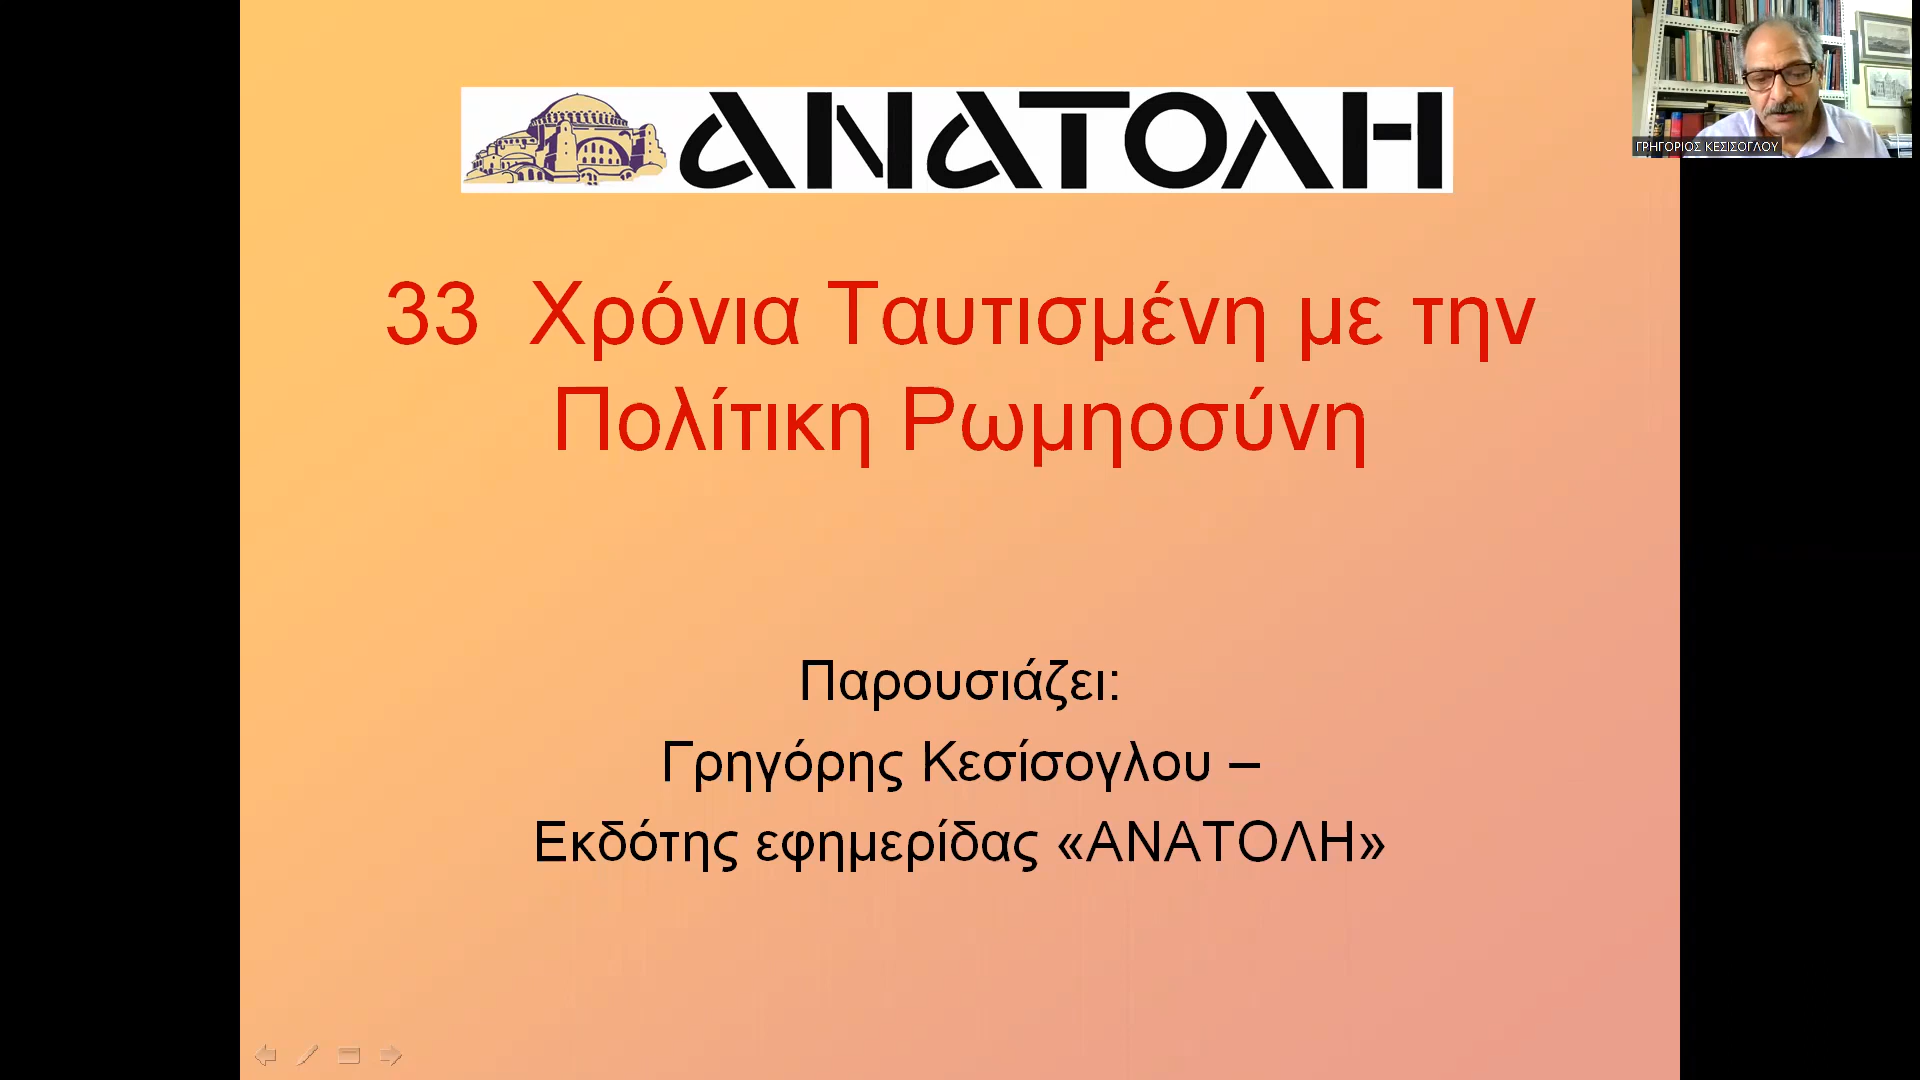 ΑΝΑΤΟΛΗ
ΓΡΗΓΟΡΙΟΣ ΚΕΣΙΣΟΓΛΟΥ
33 Χρόνια Ταυτισμένη με την
Πολίτικη Ρωμηοσύνη
Παρουσιάζει:
Γρηγόρης Κεσίσογλου –
Εκδότης εφημερίδας «ΑΝΑΤΟΛΗ»